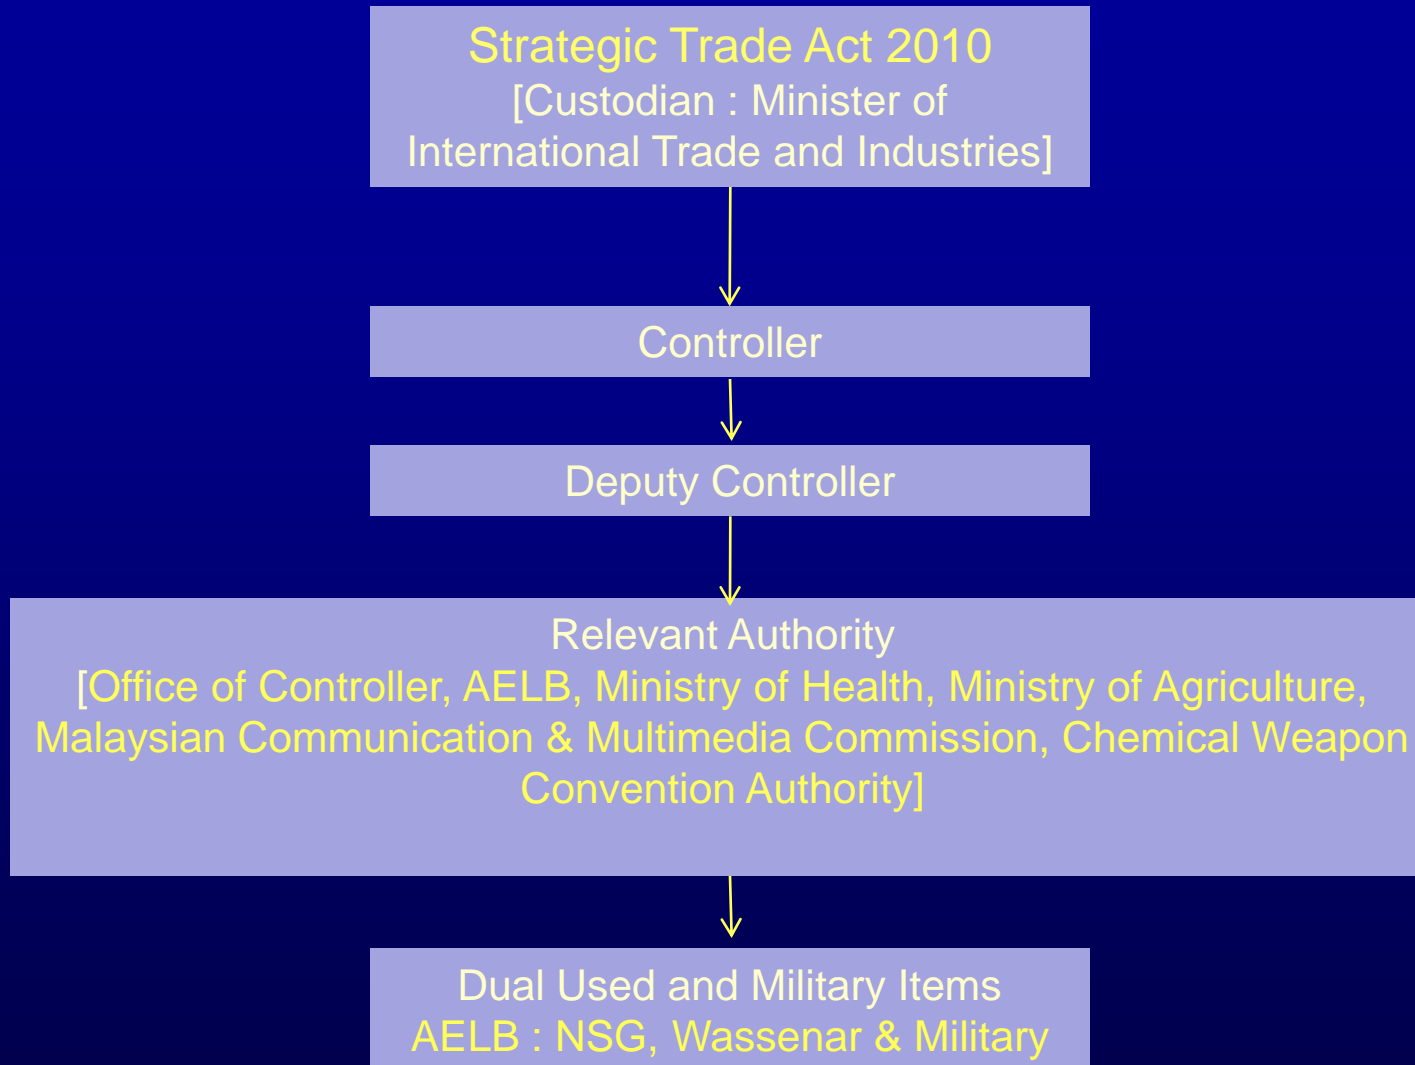 Strategic Trade Act 2010
[Custodian : Minister of
International Trade and Industries]
Controller
Deputy Controller
Relevant Authority
[Office of Controller, AELB, Ministry of Health, Ministry of Agriculture,
Malaysian Communication & Multimedia Commission, Chemical Weapon
Convention Authority]
Dual Used and Military Items
AELB : NSG, Wassenar & Military